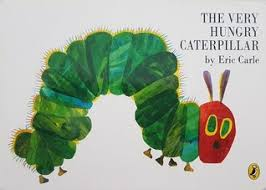 THE VERY
HUNGRY
CATERPILLAR
by Eric Carle